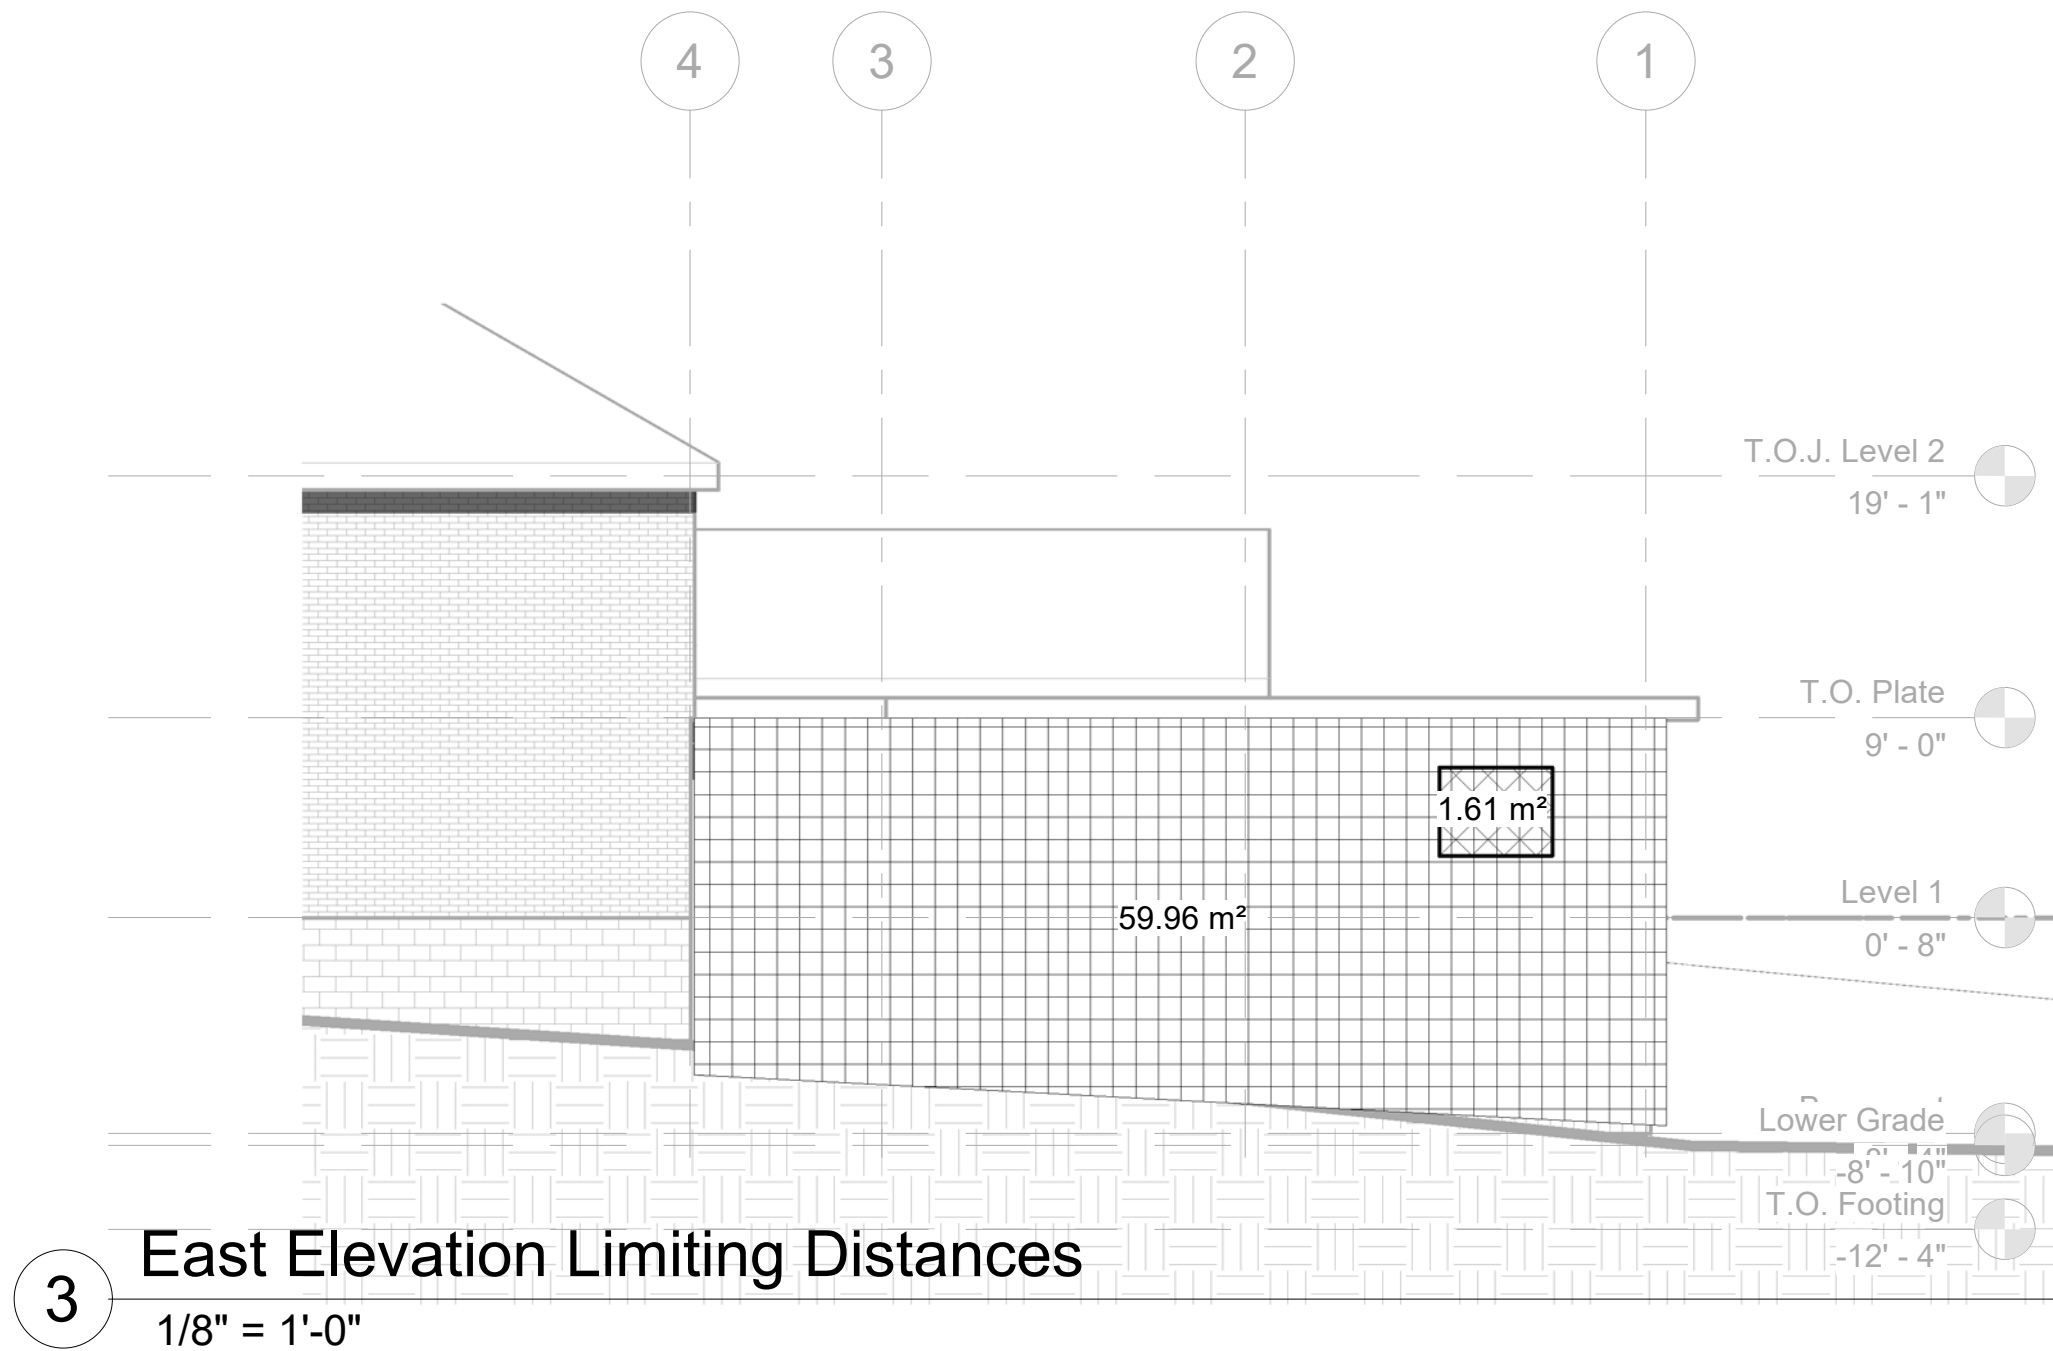 4 3 2 1
T.O.J. Level 2
19' - 1"
T.O. Plate
9' - 0"
1.61 m²
Level 1
59.96 m²
0' - 8"
Lower Grade
-8' - 10"
T.O. Footing
-12' - 4"
East Elevation Limiting Distances
3
1/8" = 1'-0"